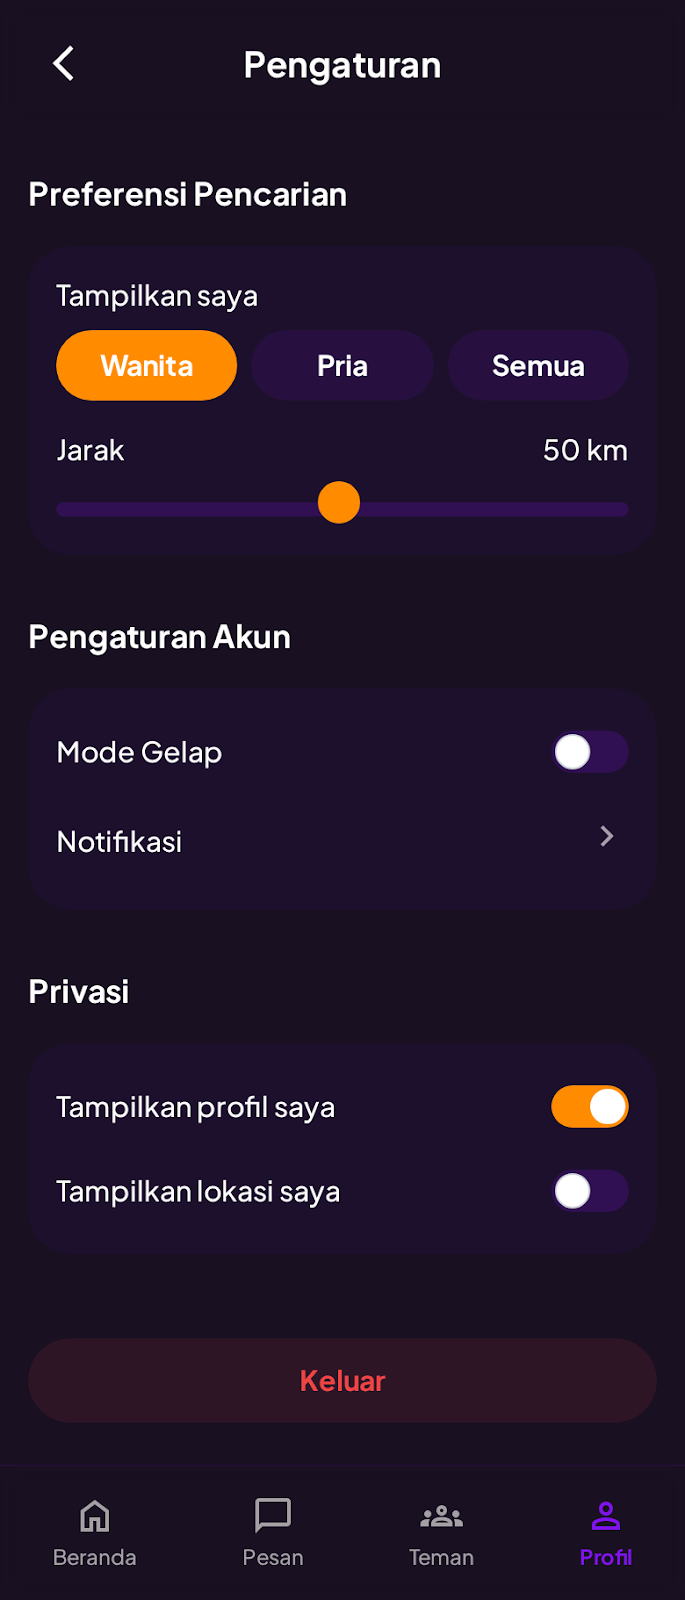 Pengaturan
Preferensi Pencarian
Tampilkan saya
Wanita Pria Semua
Jarak 50 km
Pengaturan Akun
Mode Gelap
Notifikasi
Privasi
Tampilkan profil saya
Tampilkan lokasi saya
Keluar
Beranda Pesan Teman Profil